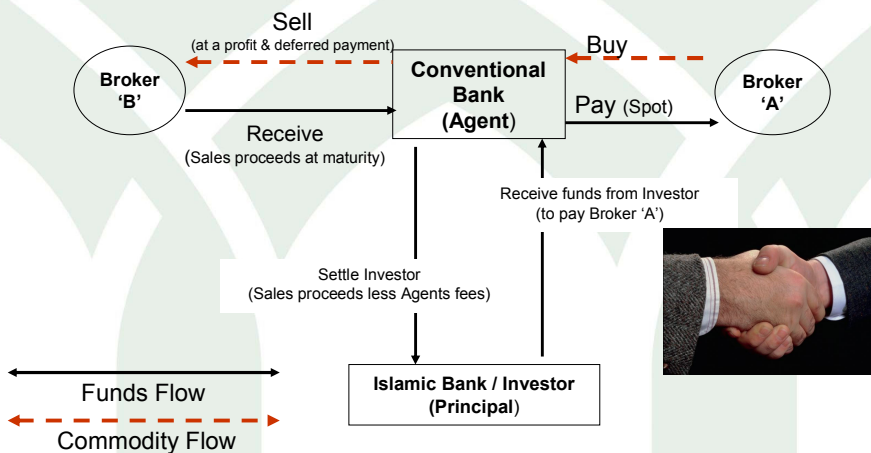 Sell
(at a profit & deferred payment)
Buy
Broker
'B'
Conventional
Bank
(Agent)
Broker
'A'
Pay (Spot)
Receive
(Sales proceeds at maturity)
Receive funds from Investor
(to pay Broker 'A')
Settle Investor
(Sales proceeds less Agents fees)
Islamic Bank / Investor
(Principal)
Funds Flow
Commodity Flow